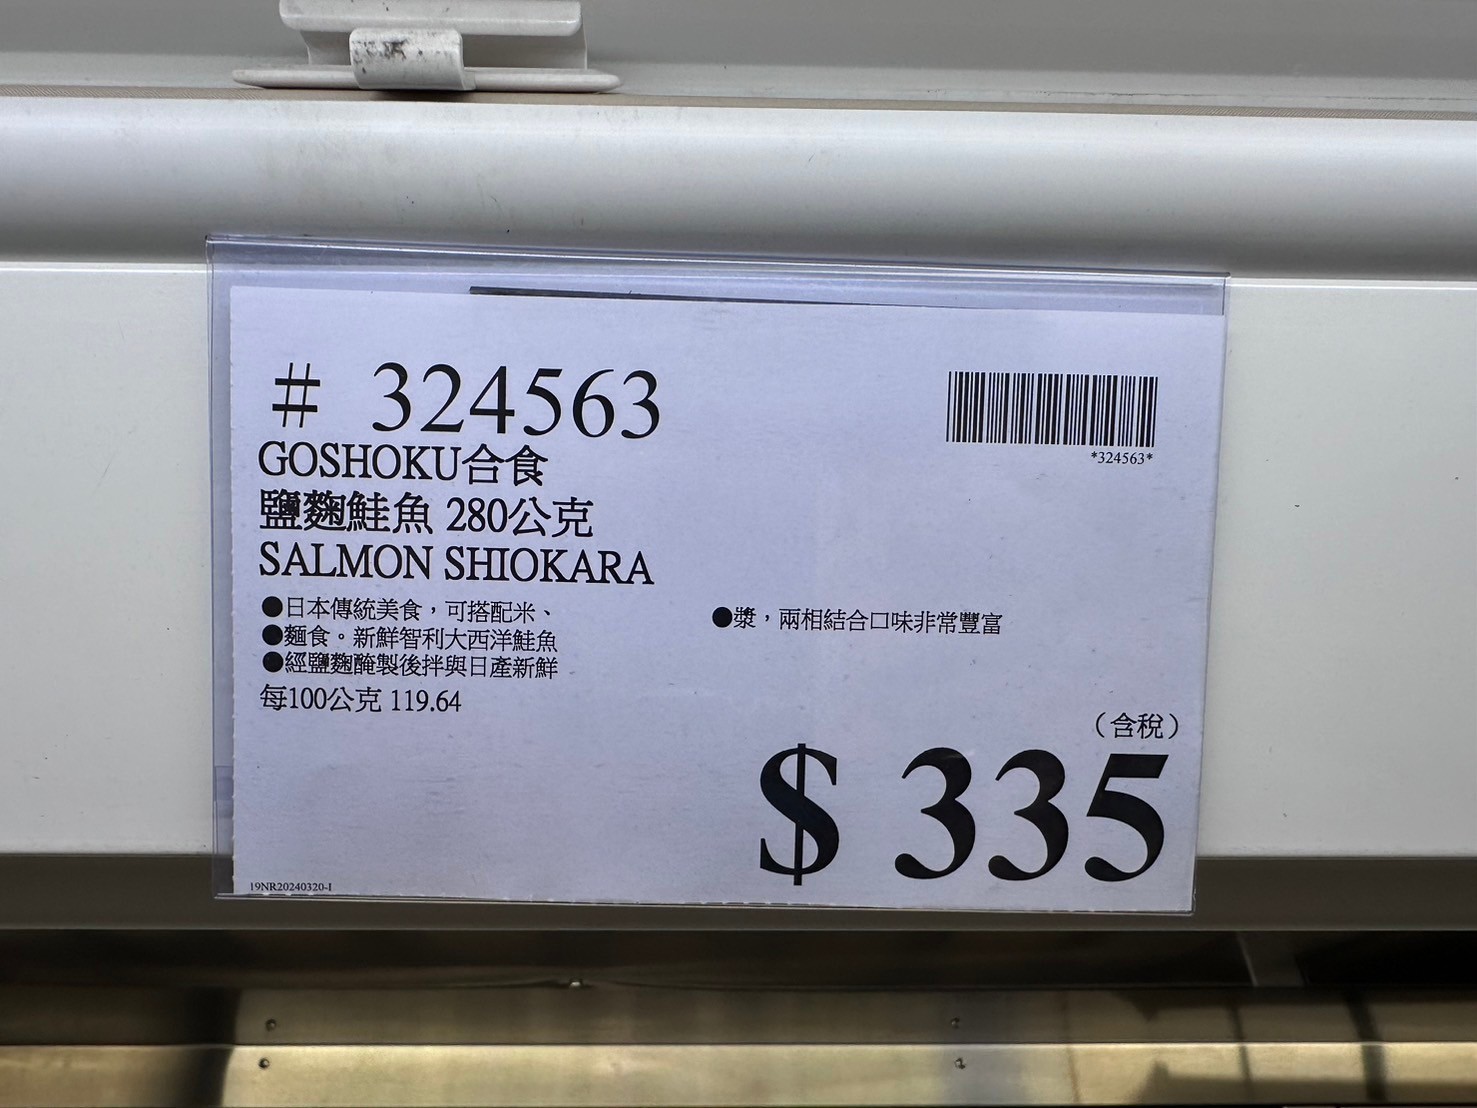 # 324563
*324563*
GOSHOKU合食
鹽麴鮭魚 280公克
SALMON SHIOKARA
●日本傳統美食，可搭配米、
●麵食。新鮮智利大西洋鮭魚
●經鹽麴醃製後拌與日產新鮮
●漿，兩相結合口味非常豐富
每100公克 119.64
（含稅）
$ 335
19NR20240320-1